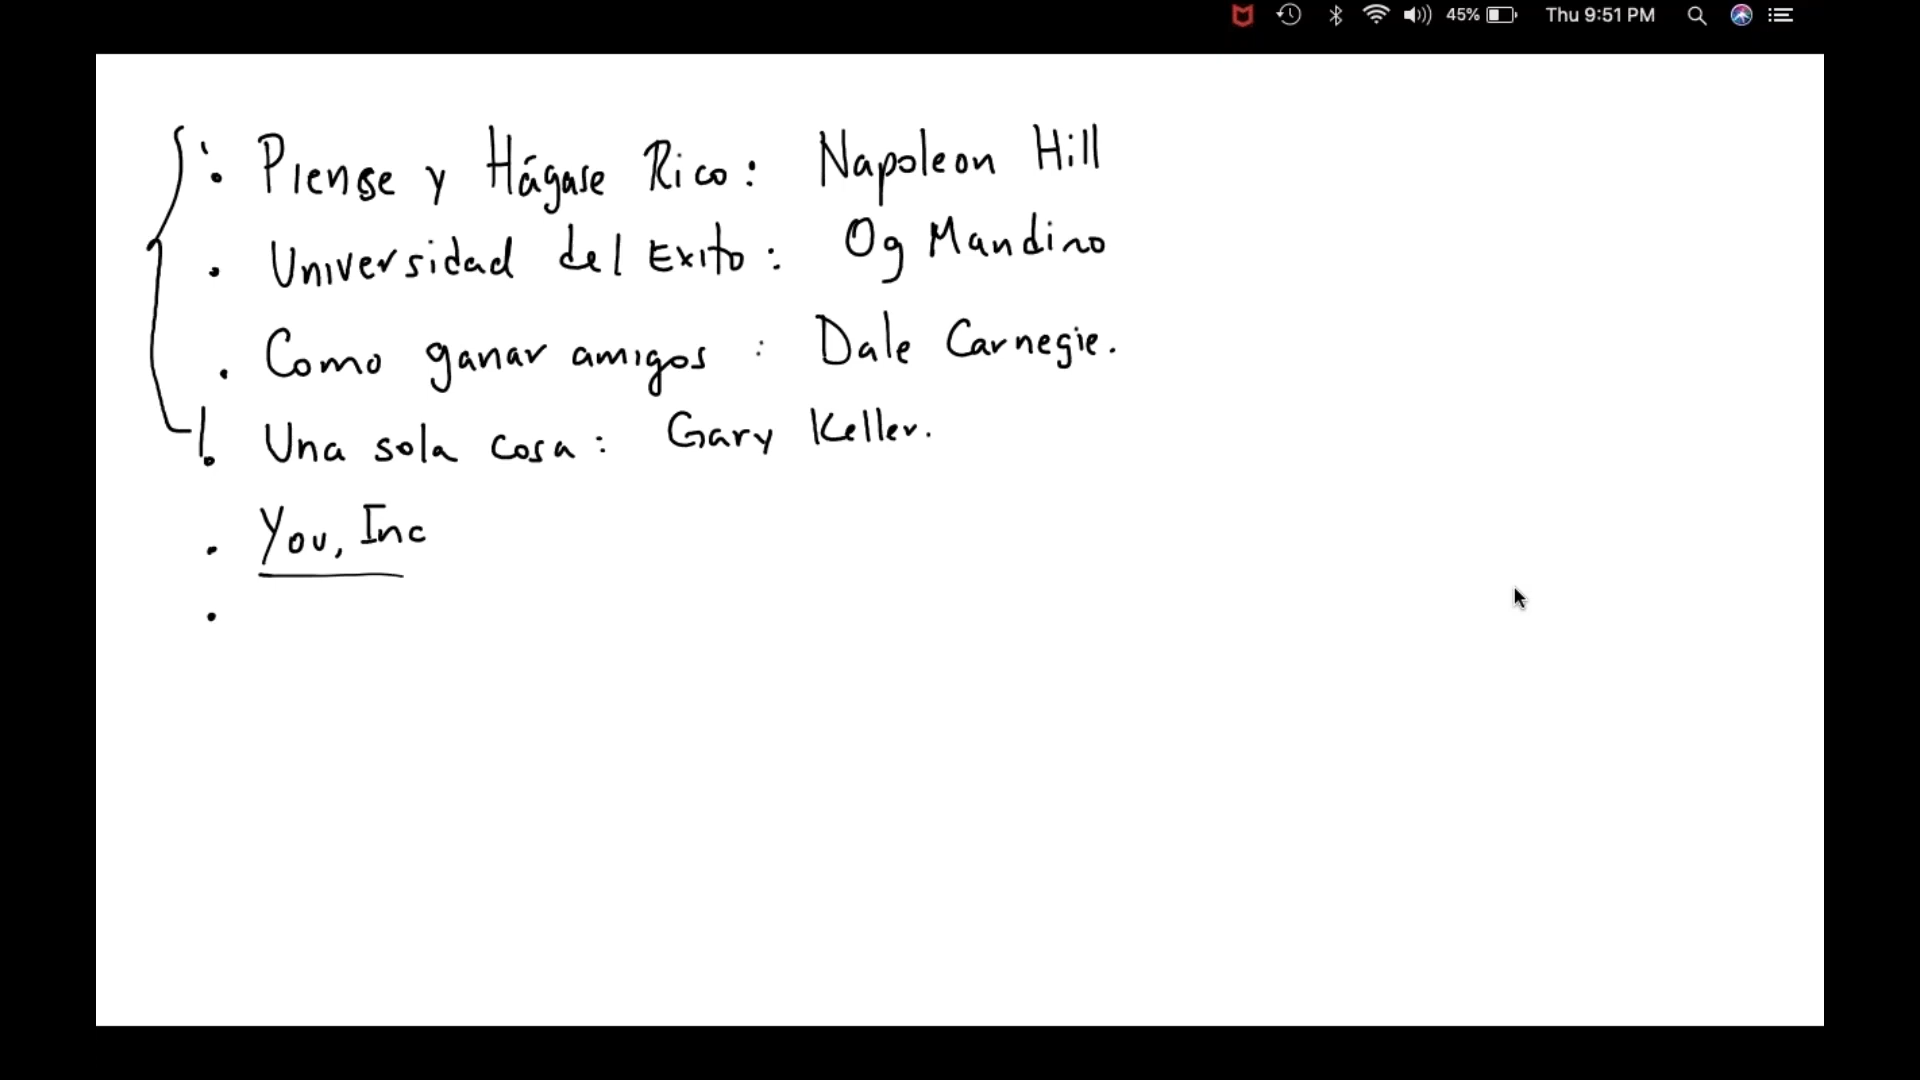 45% Thu 9:51 PM
• Piense y Hágase Rico: Napoleon Hill
• Universidad del Exito: Og Mandino
• Como ganar amigos : Dale Carnegie.
• Una sola cosa: Gary Keller.
• You, Inc
•